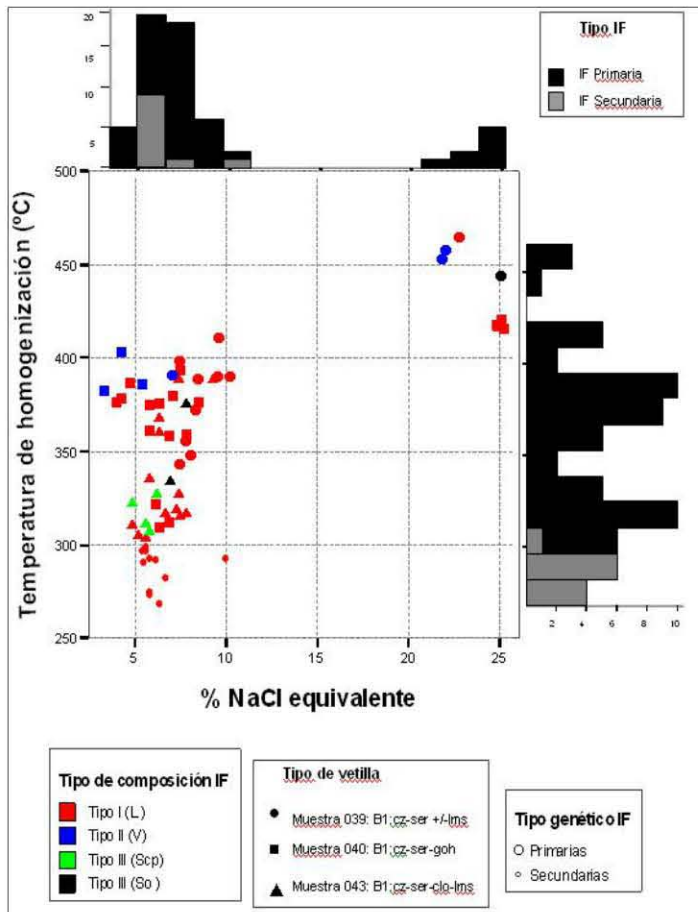 20
15
10
5
Tipo IF
IF Primaria
IF Secundaria
500
450
400
350
300
250
Temperatura de homogenización (ºC)
5 10 15 20 25
% NaCl equivalente
2 4 6 8 10
Tipo de composición IF
Tipo I (L)
Tipo II (V)
Tipo III (Scp)
Tipo III (So)
Tipo de vetilla
Muestra 039: B1;cz-ser +/-lms
Muestra 040: B1;cz-ser-goh
Muestra 043: B1;cz-ser-clo-lms
Tipo genético IF
Primarias
Secundarias